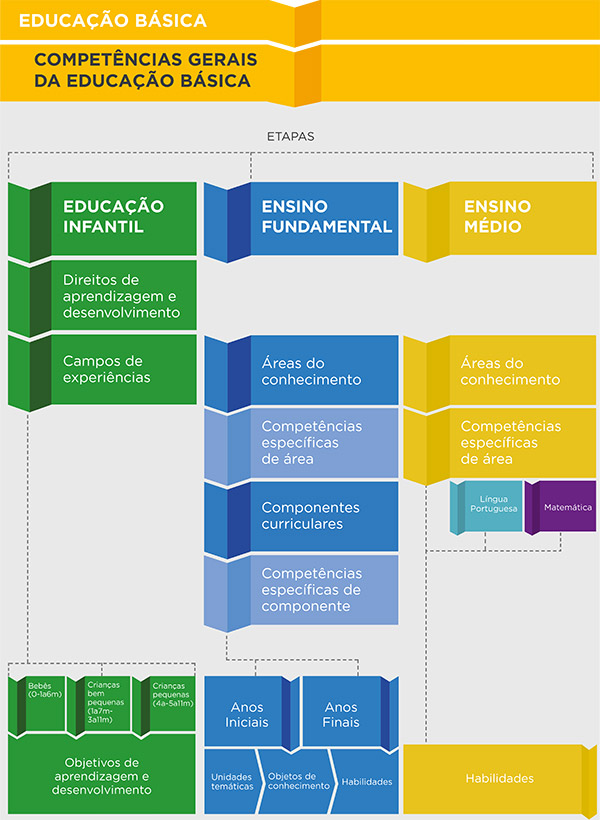 EDUCAÇÃO BÁSICA
COMPETÊNCIAS GERAIS
DA EDUCAÇÃO BÁSICA
ETAPAS
EDUCAÇÃO
INFANTIL
Direitos de
aprendizagem e
desenvolvimento
Campos de
experiências
Bebês
(0-1a6m)
Crianças
bem
pequenas
(1a7m-
3a11m)
Crianças
pequenas
(4a-5a11m)
Objetivos de
aprendizagem e
desenvolvimento
ENSINO
FUNDAMENTAL
Áreas do
conhecimento
Competências
específicas
de área
Componentes
curriculares
Competências
específicas de
componente
Anos
Iniciais
Anos
Finais
Unidades
temáticas
Objetos de
conhecimento
Habilidades
ENSINO
MÉDIO
Áreas do
conhecimento
Competências
específicas
de área
Língua
Portuguesa
Matemática
Habilidades